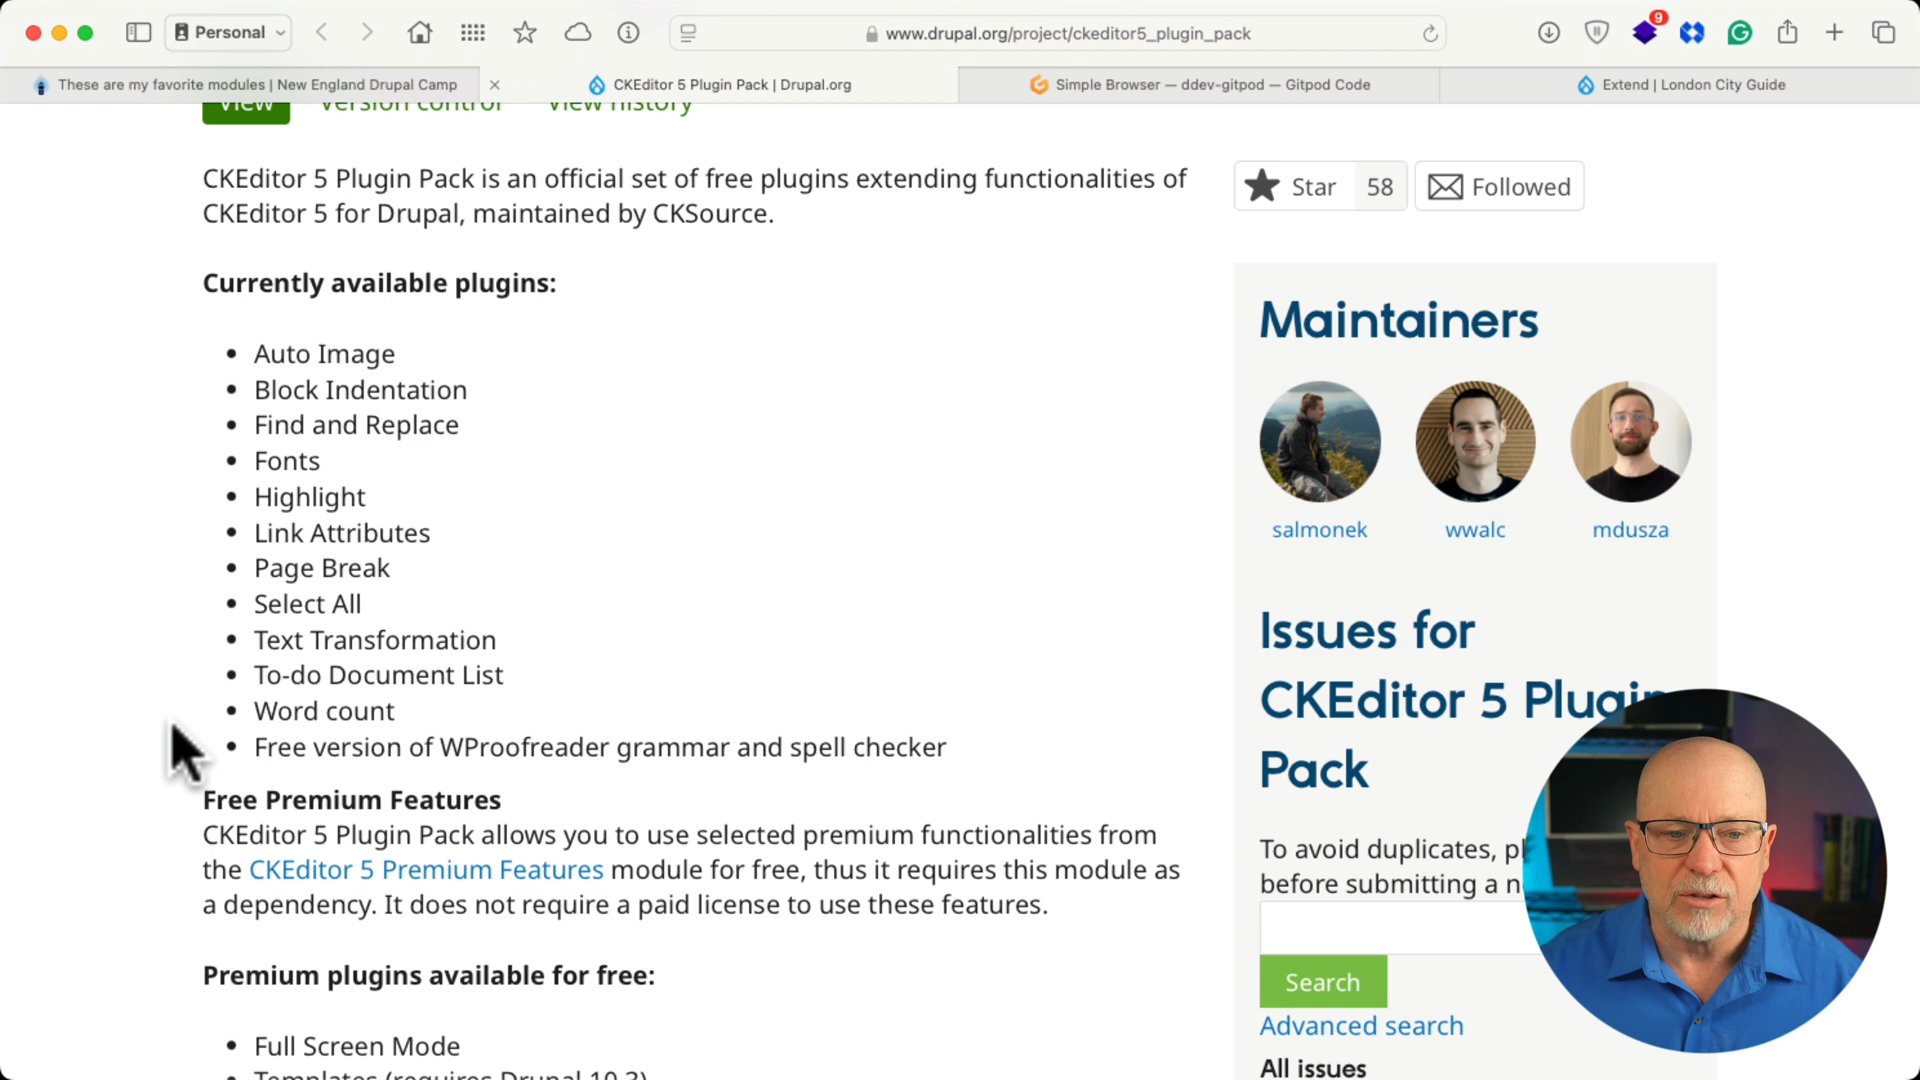 Personal
www.drupal.org/project/ckeditor5_plugin_pack
9
These are my favorite modules | New England Drupal Camp
CKEditor 5 Plugin Pack | Drupal.org
Simple Browser — ddev-gitpod — Gitpod Code
Extend | London City Guide
View
Version control
View history
CKEditor 5 Plugin Pack is an official set of free plugins extending functionalities of
CKEditor 5 for Drupal, maintained by CKSource.
Currently available plugins:
• Auto Image
• Block Indentation
• Find and Replace
• Fonts
• Highlight
• Link Attributes
• Page Break
• Select All
• Text Transformation
• To-do Document List
• Word count
• Free version of WProofreader grammar and spell checker
Free Premium Features
CKEditor 5 Plugin Pack allows you to use selected premium functionalities from
the CKEditor 5 Premium Features module for free, thus it requires this module as
a dependency. It does not require a paid license to use these features.
Premium plugins available for free:
• Full Screen Mode
• Templates (requires Drupal 10.3)
Star 58
Followed
Maintainers
salmonek
wwalc
mdusza
Issues for
CKEditor 5 Plugin
Pack
To avoid duplicates,
before submitting a
Search
Advanced search
All issues